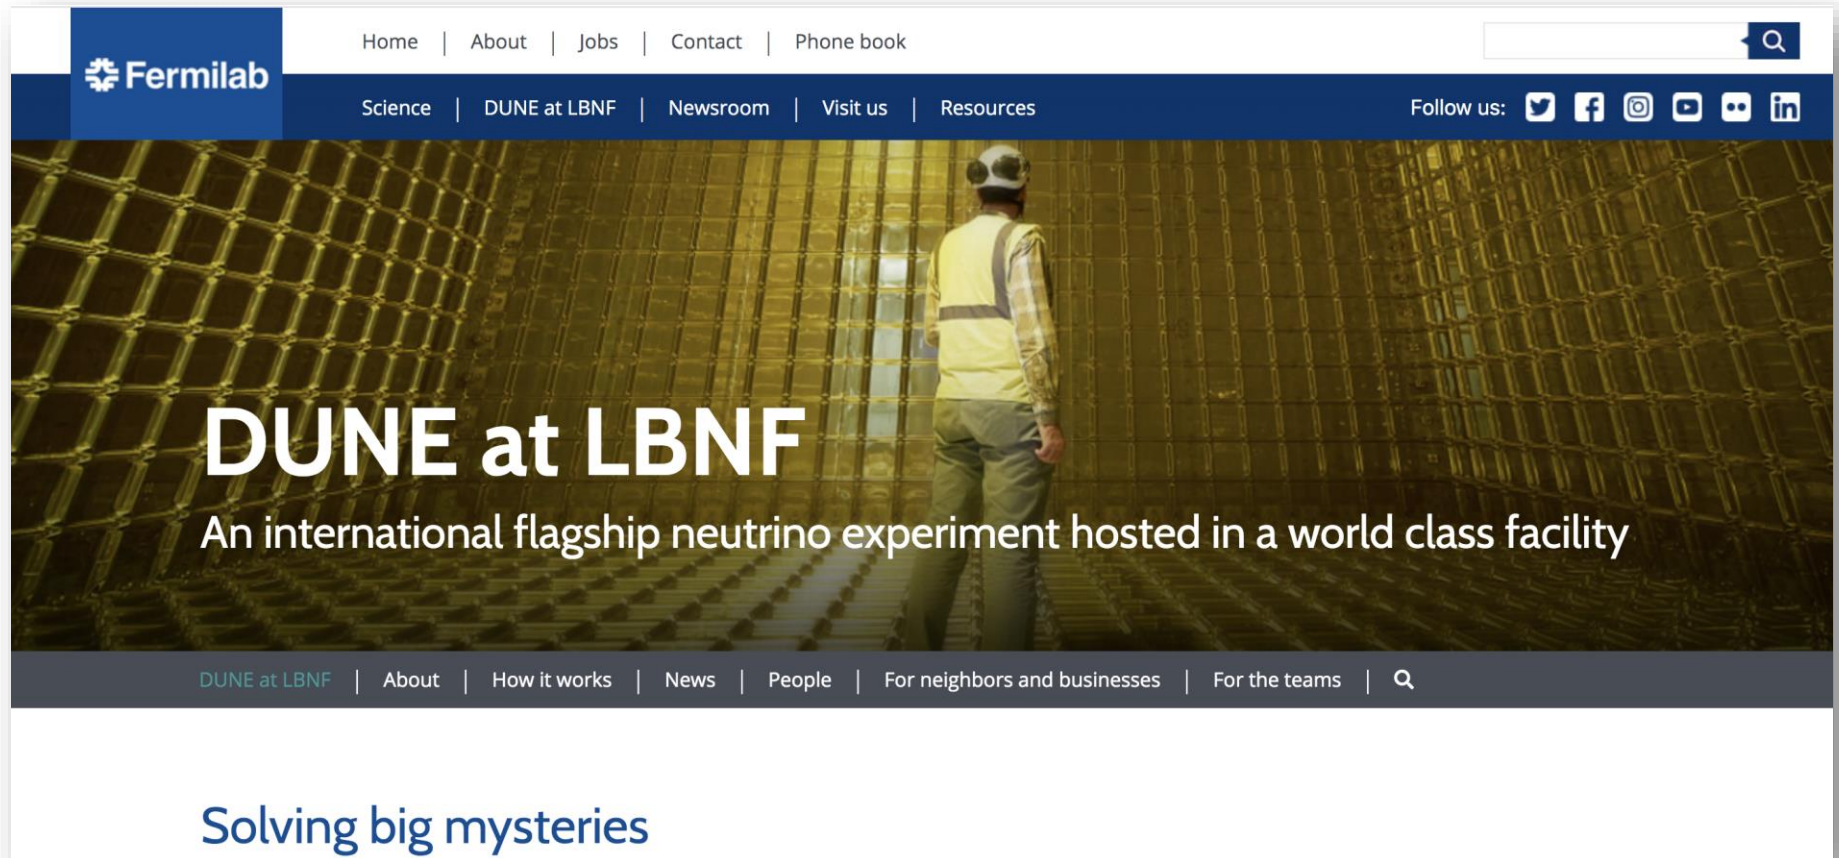 Home | About | Jobs | Contact | Phone book
Fermilab
Science | DUNE at LBNF | Newsroom | Visit us | Resources
Follow us:
DUNE at LBNF
An international flagship neutrino experiment hosted in a world class facility
DUNE at LBNF | About | How it works | News | People | For neighbors and businesses | For the teams |
Solving big mysteries